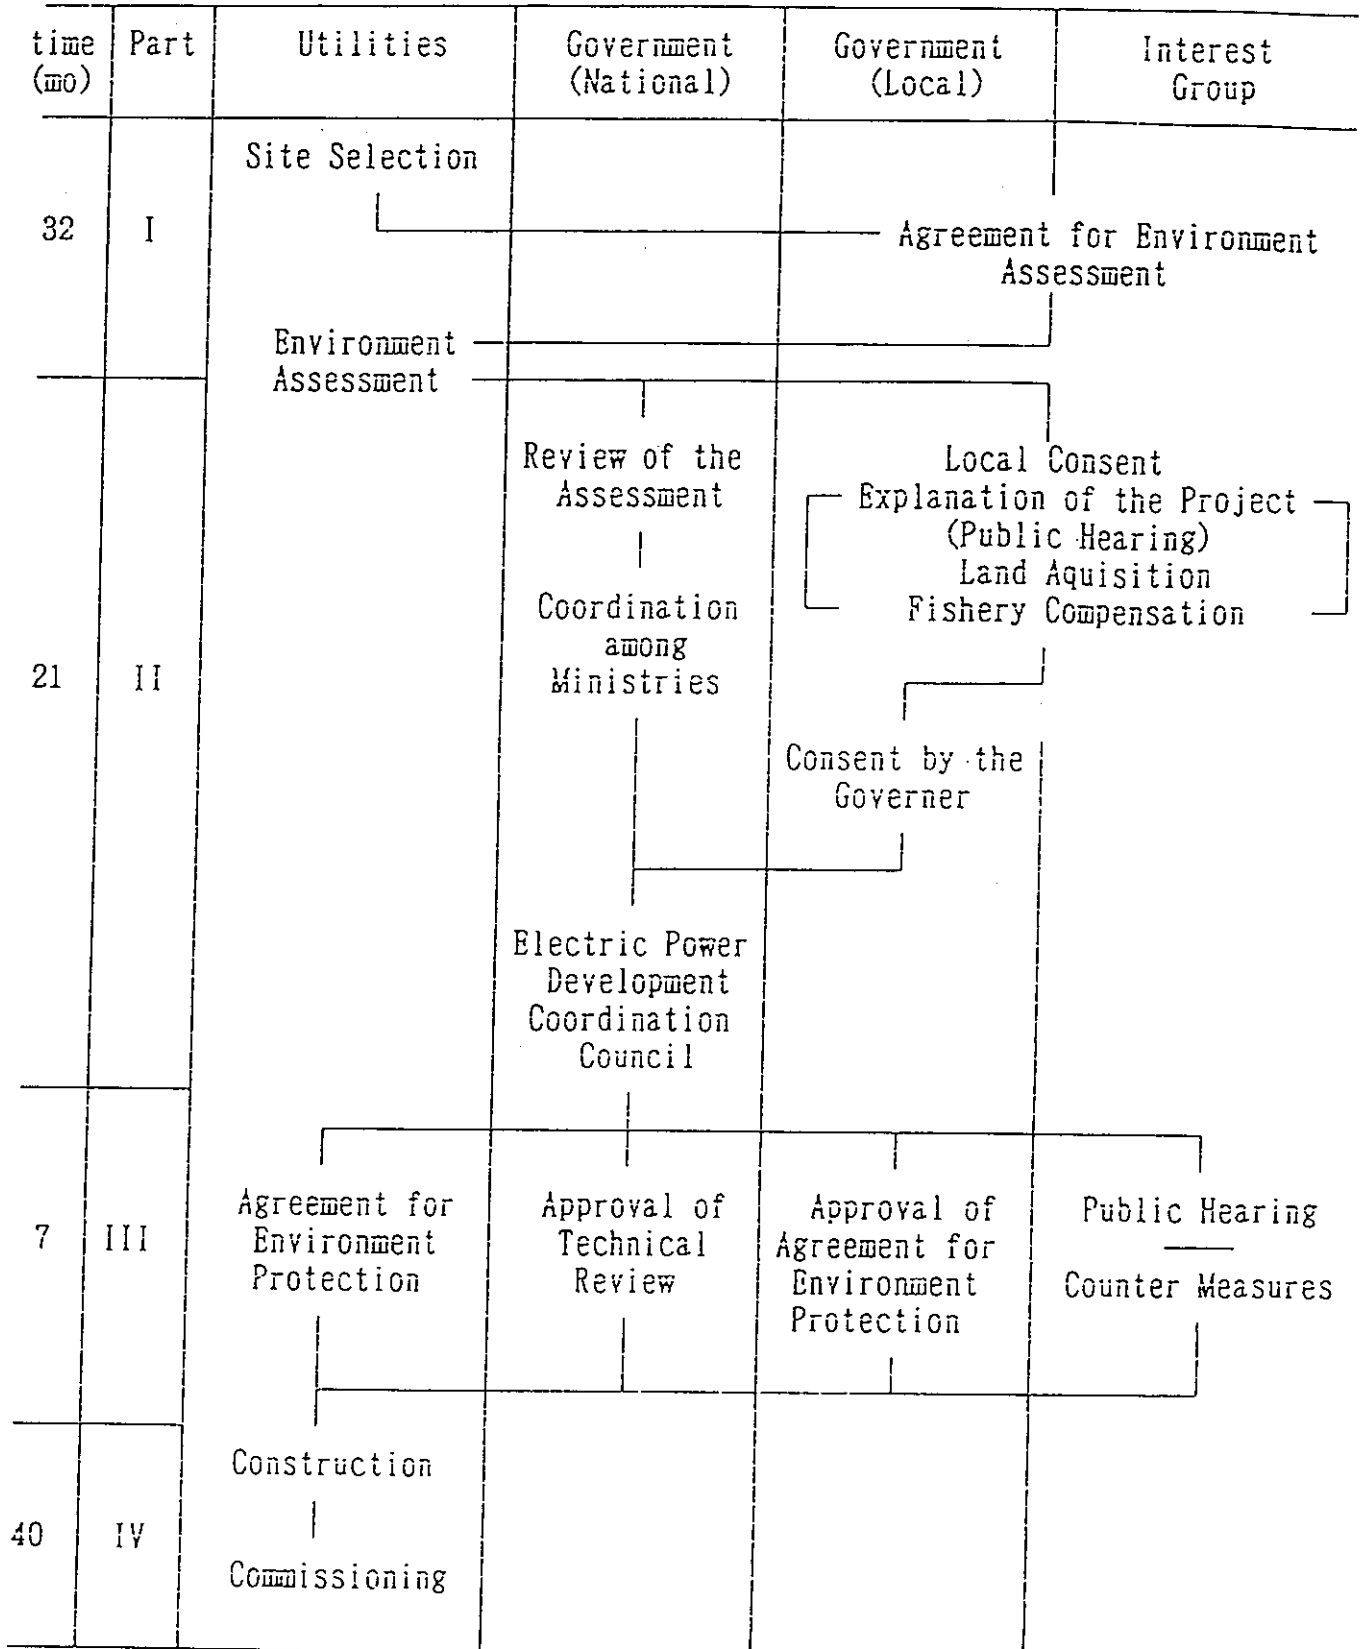 time Part Utilities Government Government Interest
(mo) (National) (Local) Group
Site Selection
32 I Agreement for Environment
Assessment
Environment
Assessment
Review of the Local Consent
Assessment Explanation of the Project
(Public Hearing)
Land Aquisition
Coordination Fishery Compensation
among
21 II Ministries
Consent by the
Governer
Electric Power
Development
Coordination
Council
Agreement for Approval of Approval of Public Hearing
7 III Environment Technical Agreement for
Protection Review Environment Counter Measures
Protection
Construction
40 IV
Commissioning